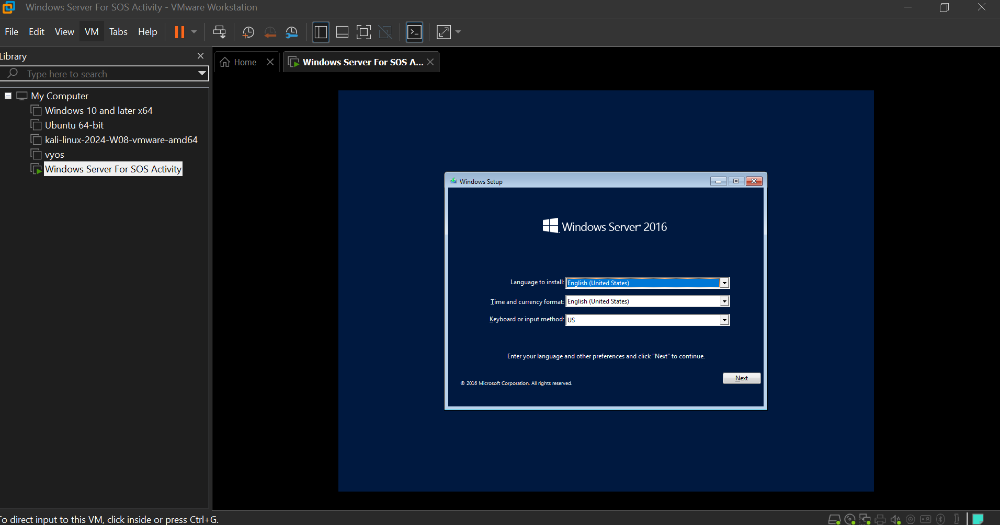 Windows Server For SOS Activity - VMware Workstation
File Edit View VM Tabs Help
Library
Type here to search
Home
Windows Server For SOS A...
My Computer
Windows 10 and later x64
Ubuntu 64-bit
kali-linux-2024-W08-vmware-amd64
vyos
Windows Server For SOS Activity
Windows Setup
Windows Server 2016
Language to install: English (United States)
Time and currency format: English (United States)
Keyboard or input method: US
Enter your language and other preferences and click "Next" to continue.
Next
© 2016 Microsoft Corporation. All rights reserved.
To direct input to this VM, click inside or press Ctrl+G.